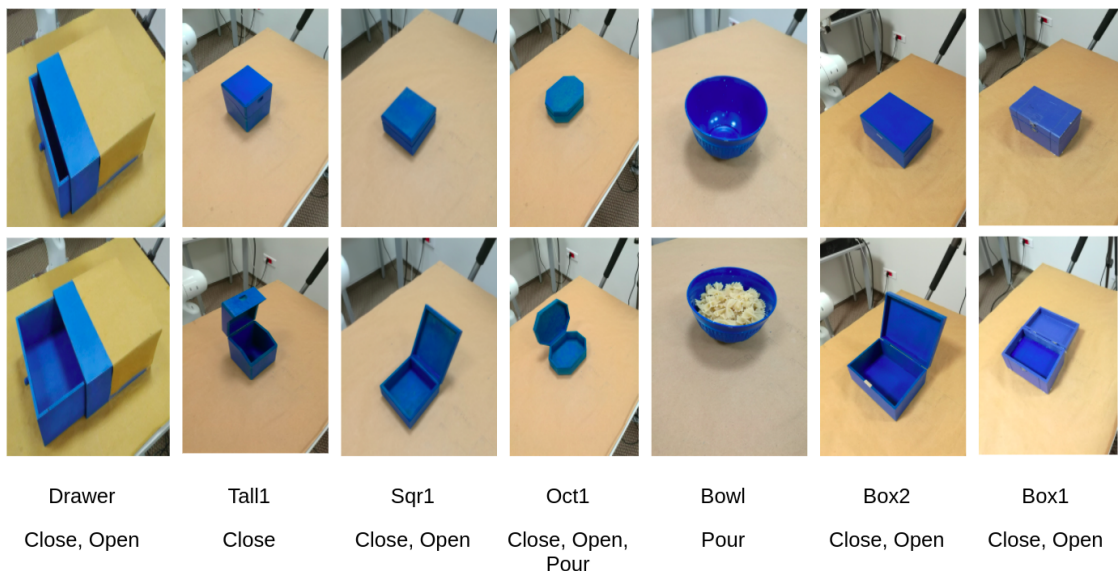 Drawer Tall1 Sqr1 Oct1 Bowl Box2 Box1
Close, Open Close Close, Open Close, Open, Pour Close, Open Close, Open
Pour